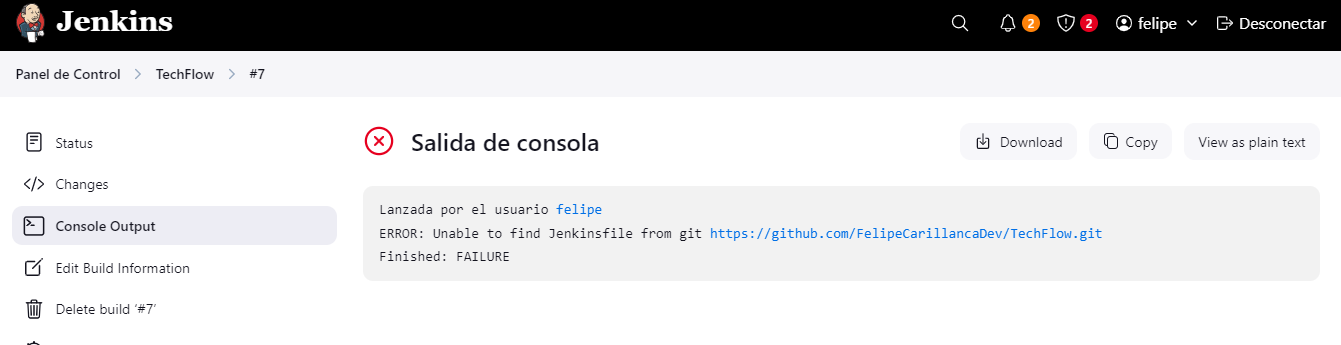 Jenkins
2
2
felipe
Desconectar
Panel de Control > TechFlow > #7
Status
Changes
Console Output
Edit Build Information
Delete build ‘#7’
Salida de consola
Download
Copy
View as plain text
Lanzada por el usuario felipe
ERROR: Unable to find Jenkinsfile from git https://github.com/FelipeCarillancaDev/TechFlow.git
Finished: FAILURE